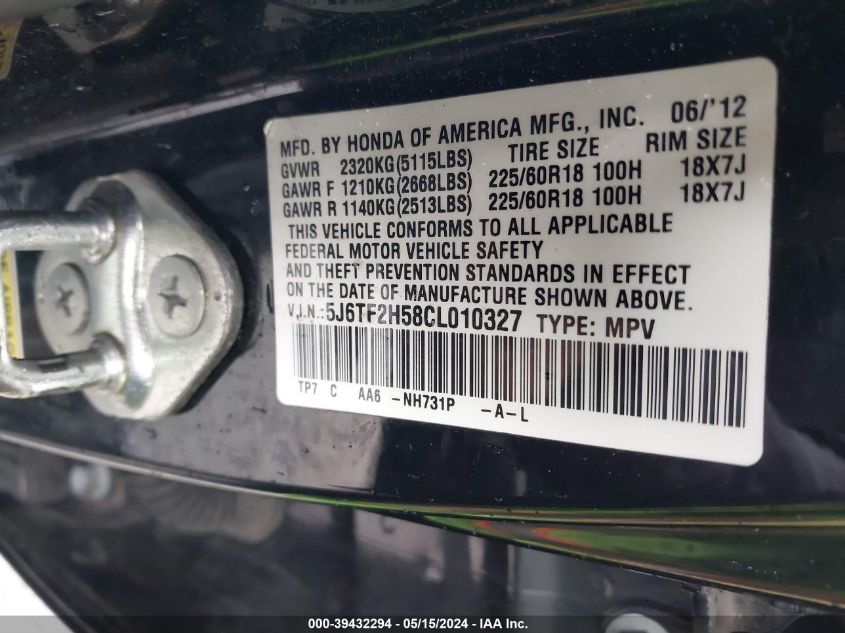 MFD. BY HONDA OF AMERICA MFG., INC. 06/'12
GVWR 2320KG(5115LBS) TIRE SIZE RIM SIZE
GAWR F 1210KG(2668LBS) 225/60R18 100H 18X7J
GAWR R 1140KG(2513LBS) 225/60R18 100H 18X7J
THIS VEHICLE CONFORMS TO ALL APPLICABLE
FEDERAL MOTOR VEHICLE SAFETY
AND THEFT PREVENTION STANDARDS IN EFFECT
ON THE DATE OF MANUFACTURE SHOWN ABOVE.
V.I.N.:5J6TF2H58CL010327 TYPE: MPV
TP7 C AA6 -NH731P -A-L
000-39432294 - 05/15/2024 - IAA Inc.